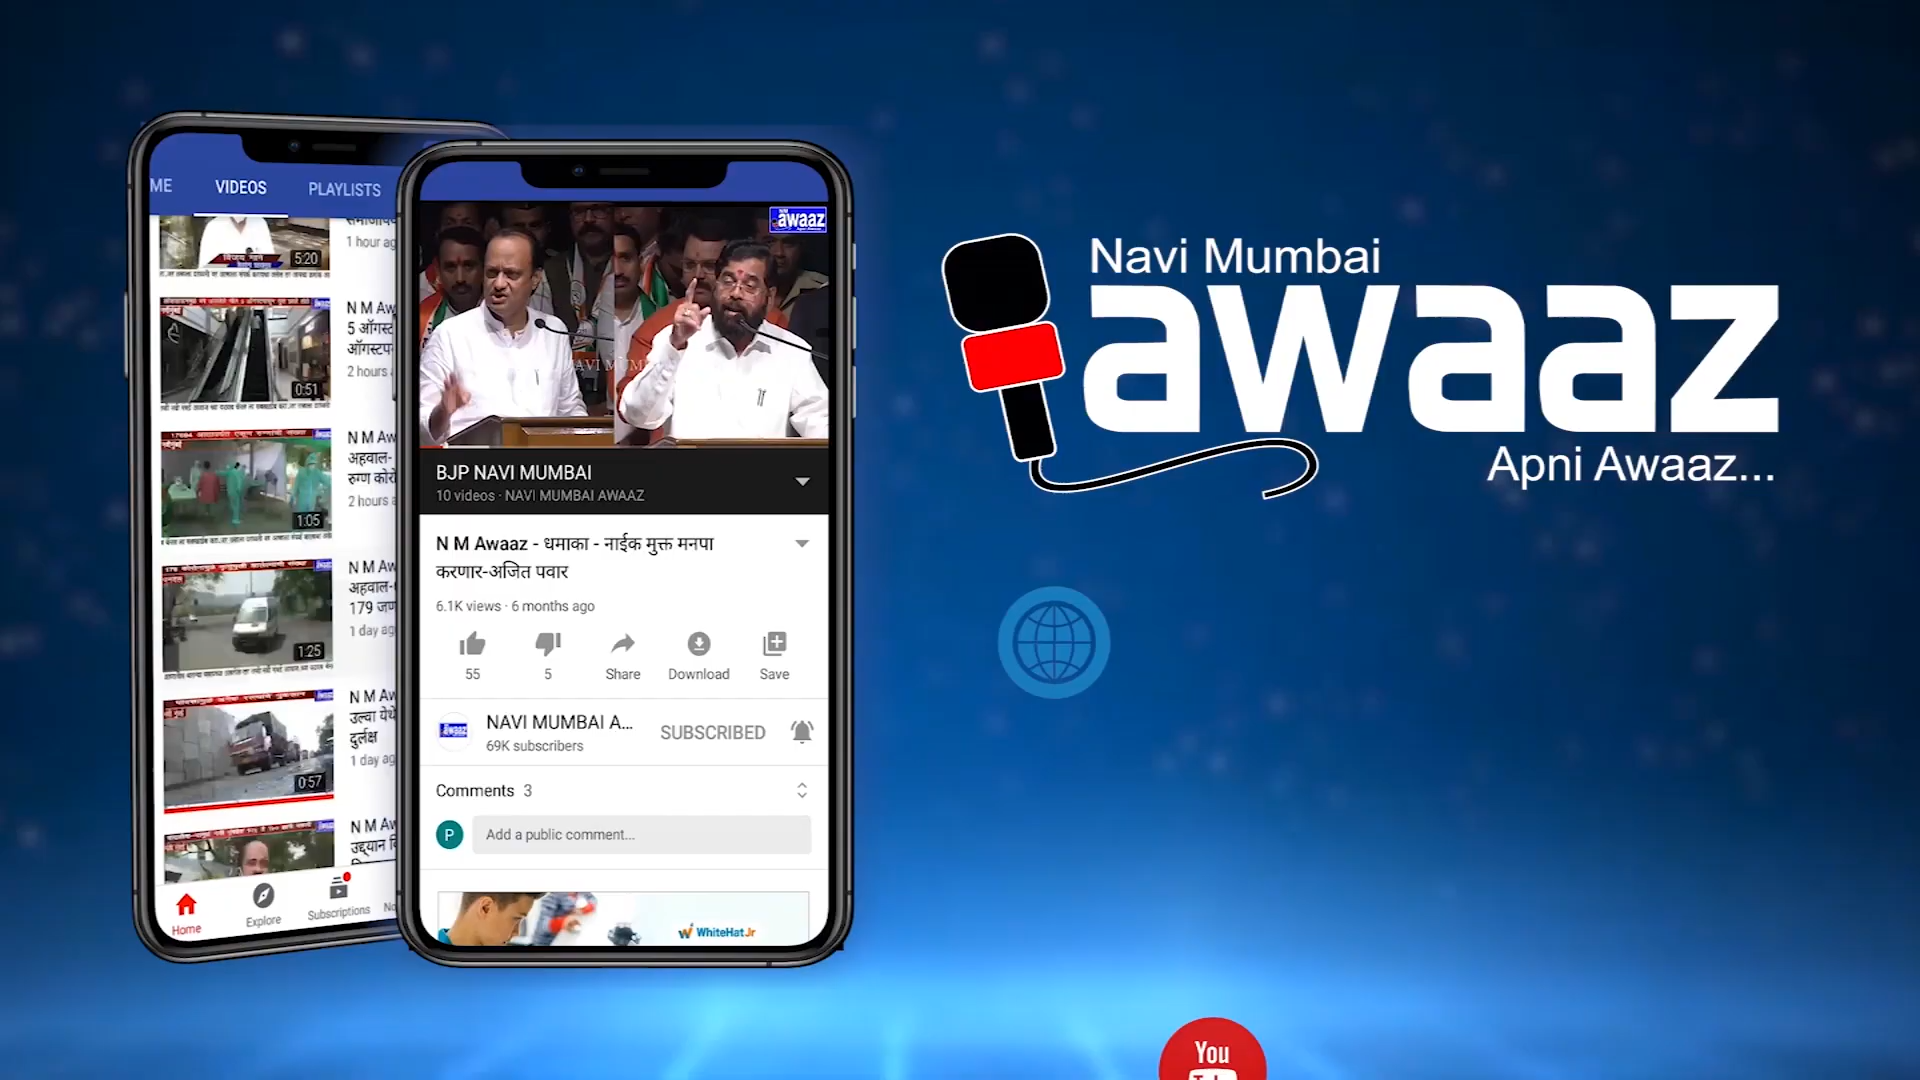 ME VIDEOS PLAYLISTS
1 hour ag
5:20
N M Aw
5 ऑगस्ट
ऑगस्टप
2 hours
0:51
N M Aw
अहवाल-
रुग्ण कोरो
2 hours a
1:05
N M Aw
अहवाल-
179 जण
1 day ag
1:25
N M Aw
उल्वा येथे
दुर्लक्ष
1 day ag
0:57
N M Aw
उद्यान वि
Home
Explore
Subscriptions
No
awaaz
NAVI MUM
BJP NAVI MUMBAI
10 videos · NAVI MUMBAI AWAAZ
N M Awaaz - धमाका - नाईक मुक्त मनपा
करणार-अजित पवार
6.1K views · 6 months ago
55 5 Share Download Save
awaaz
NAVI MUMBAI A...
69K subscribers
SUBSCRIBED
Comments 3
P
Add a public comment...
WhiteHat Jr
Navi Mumbai
awaaz
Apni Awaaz...
You